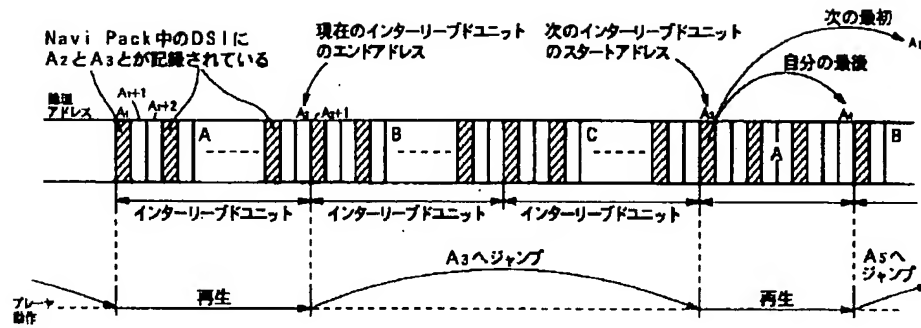 Navi Pack中のDSIに
A2とA3とが記録されている
現在のインターリーブドユニット
のエンドアドレス
次のインターリーブドユニット
のスタートアドレス
次の最初
自分の最後
論理
アドレス
A1
A1+1
A1+2
A2
A2+1
A3
A4
A
B
C
A
B
インターリーブドユニット
インターリーブドユニット
インターリーブドユニット
A3へジャンプ
A5へ
ジャンプ
再生
再生
プレーヤ
動作